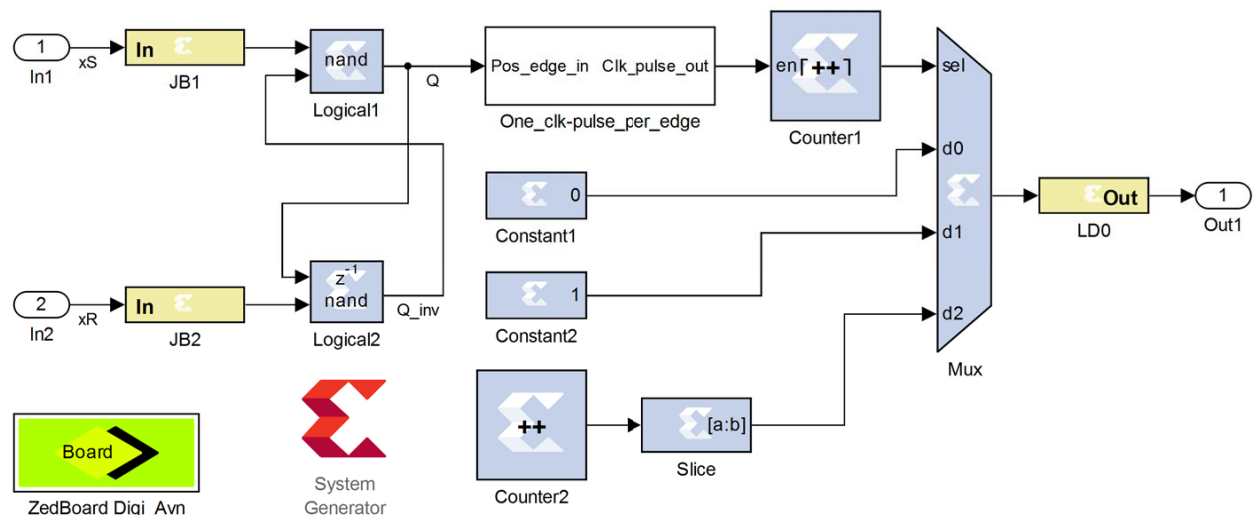 1
In1
xS
In
JB1
nand
Logical1
Q
Pos_edge_in Clk_pulse_out
One_clk-pulse_per_edge
en ++
Counter1
sel
d0
d1
d2
Mux
0
Constant1
1
Constant2
Out
LD0
1
Out1
2
In2
xR
In
JB2
z-1
nand
Logical2
Q_inv
++
Counter2
[a:b]
Slice
Board
ZedBoard Digi_Avn
System
Generator